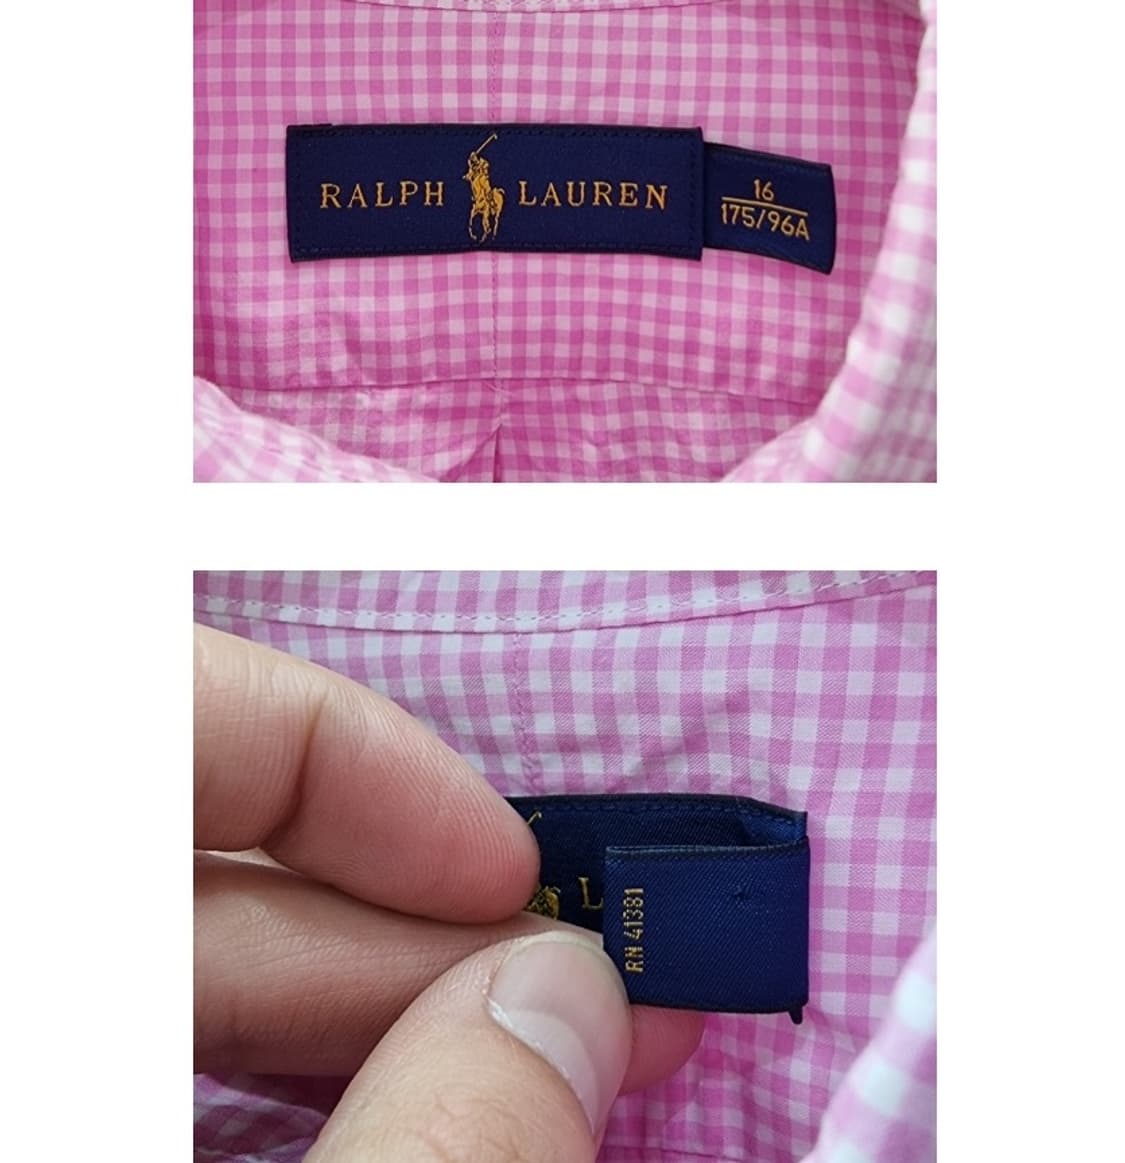 RALPH LAUREN
16
175/96A
L
RN 41381